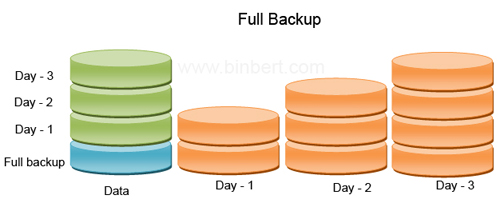 Full Backup
www.binbert.com
Day - 3
Day - 2
Day - 1
Full backup
Data
Day - 1
Day - 2
Day - 3